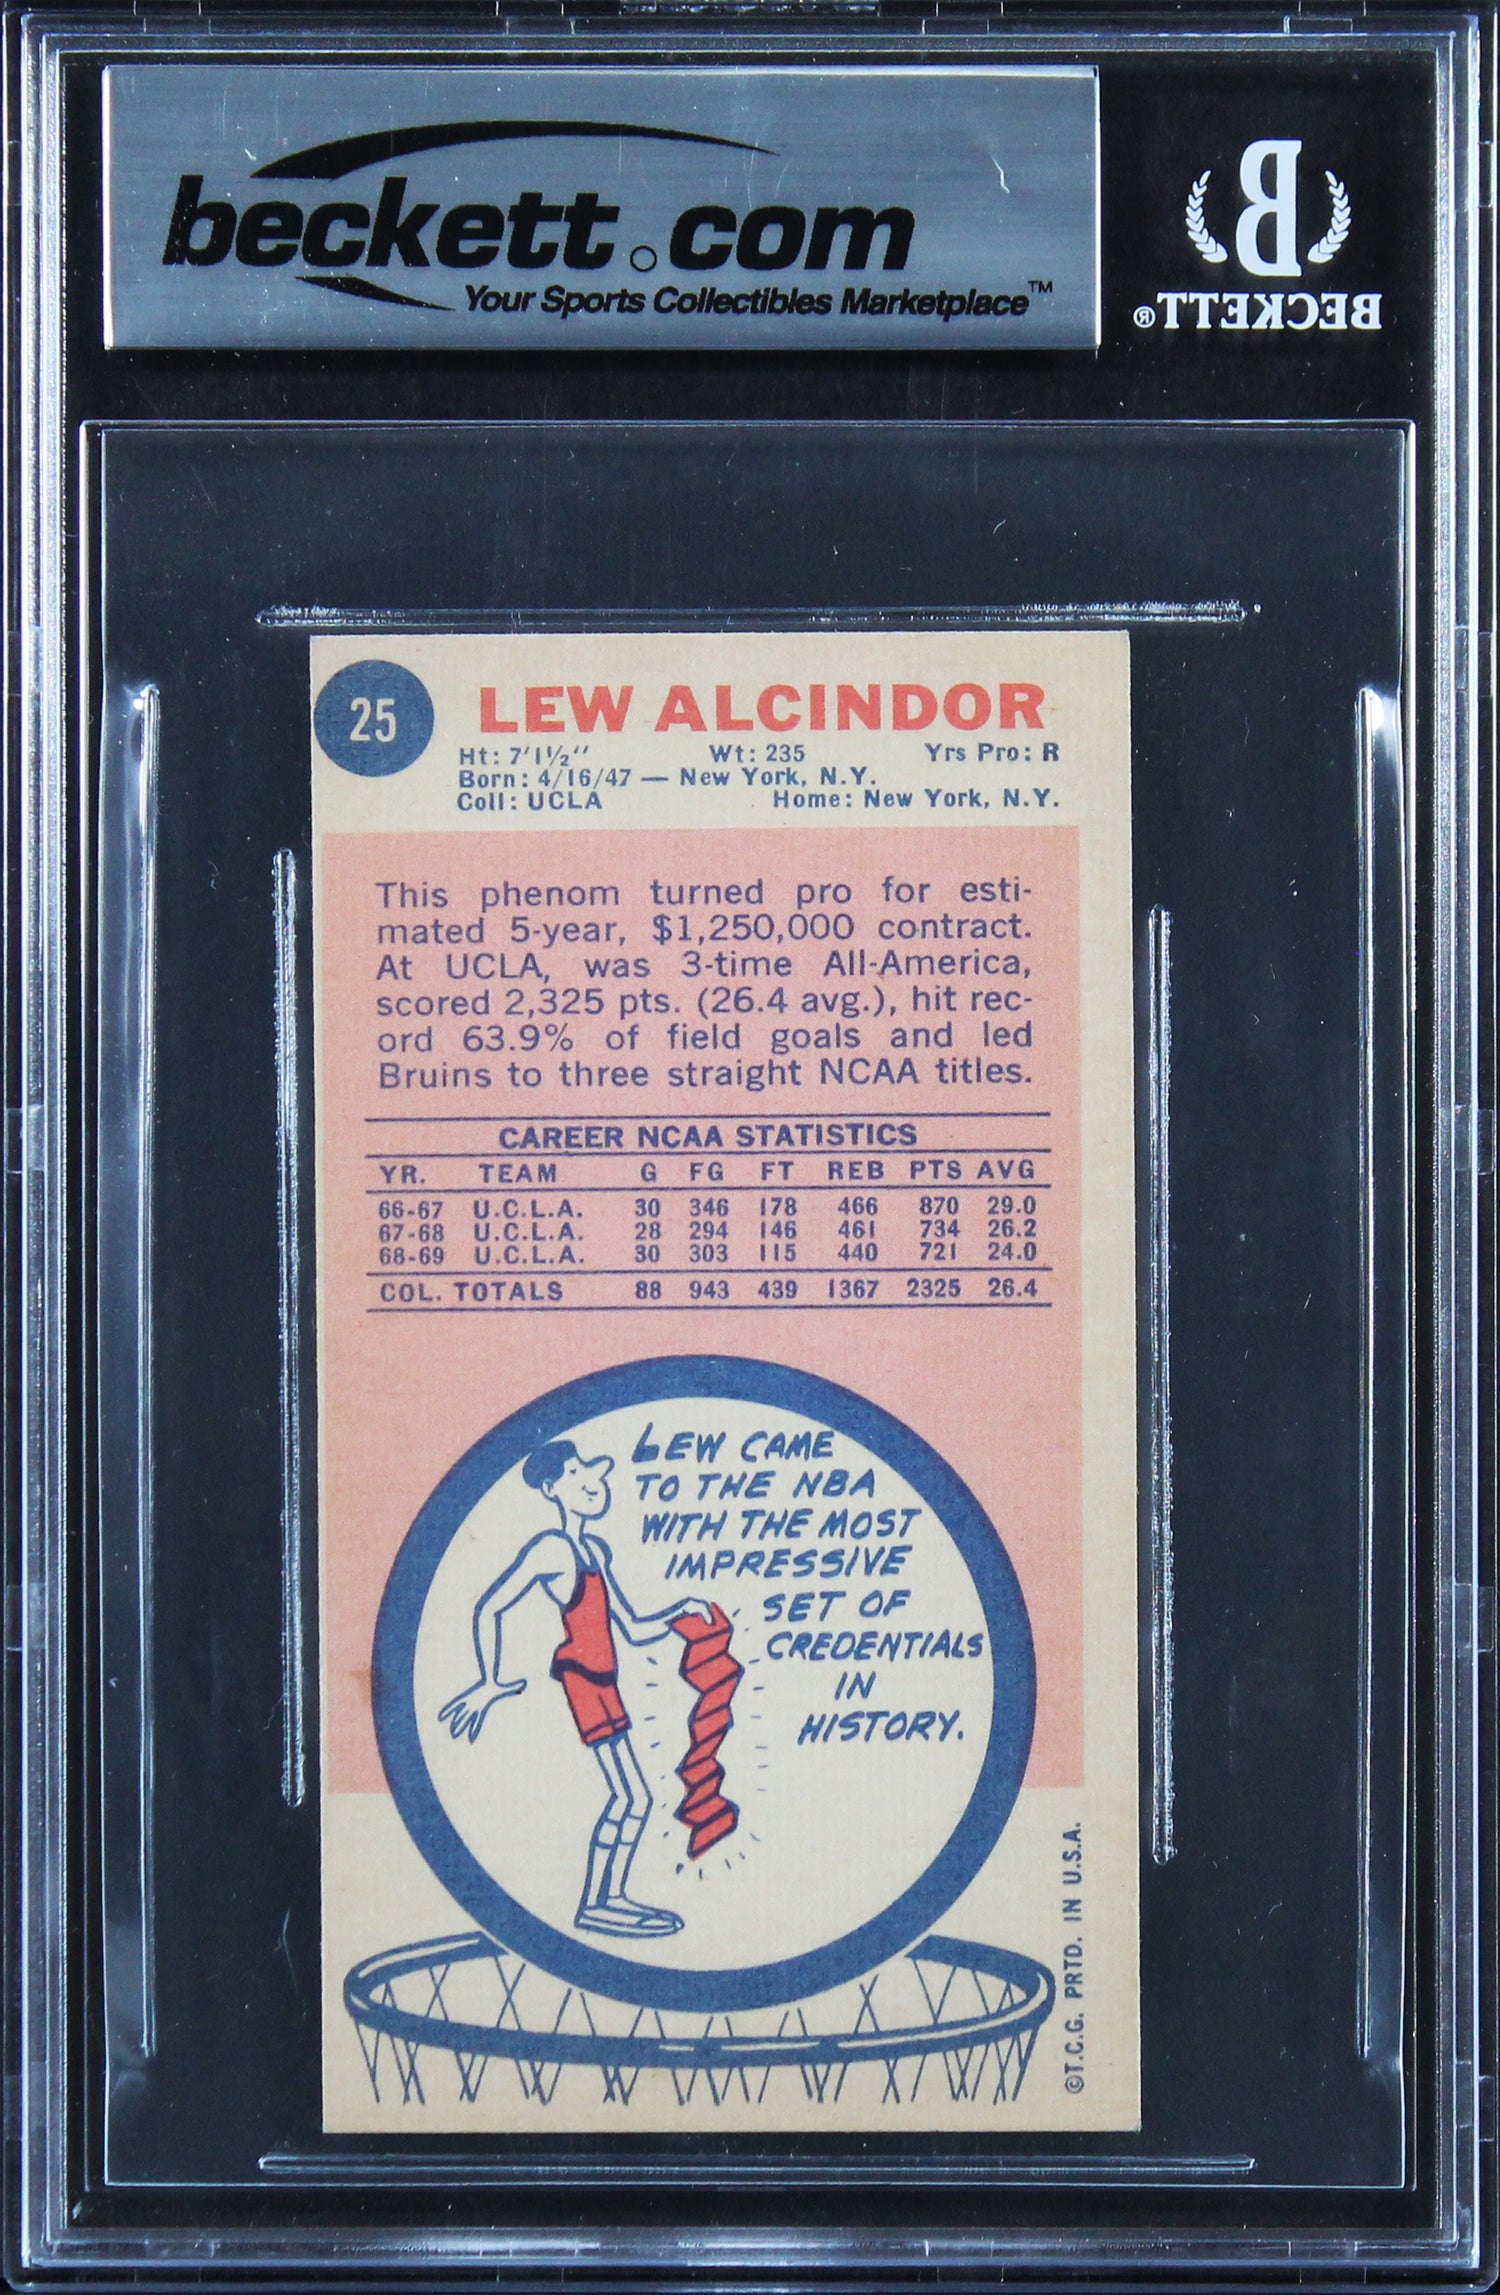 beckett.com
Your Sports Collectibles Marketplace™
B
BECKETT®
25
LEW ALCINDOR
Ht: 7'1½'' Wt: 235 Yrs Pro: R
Born: 4/16/47 — New York, N.Y.
Coll: UCLA Home: New York, N.Y.
This phenom turned pro for esti-
mated 5-year, $1,250,000 contract.
At UCLA, was 3-time All-America,
scored 2,325 pts. (26.4 avg.), hit rec-
ord 63.9% of field goals and led
Bruins to three straight NCAA titles.
CAREER NCAA STATISTICS
YR. TEAM G FG FT REB PTS AVG
66-67 U.C.L.A. 30 346 178 466 870 29.0
67-68 U.C.L.A. 28 294 146 461 734 26.2
68-69 U.C.L.A. 30 303 115 440 721 24.0
COL. TOTALS 88 943 439 1367 2325 26.4
LEW CAME
TO THE NBA
WITH THE MOST
IMPRESSIVE
SET OF
CREDENTIALS
IN
HISTORY.
©T.C.G. PRTD. IN U.S.A.